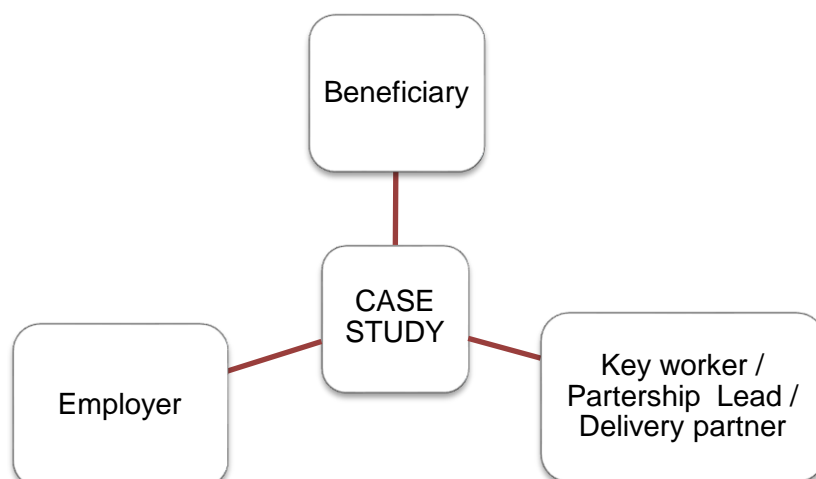 Beneficiary
CASE
STUDY
Employer
Key worker /
Partership Lead /
Delivery partner